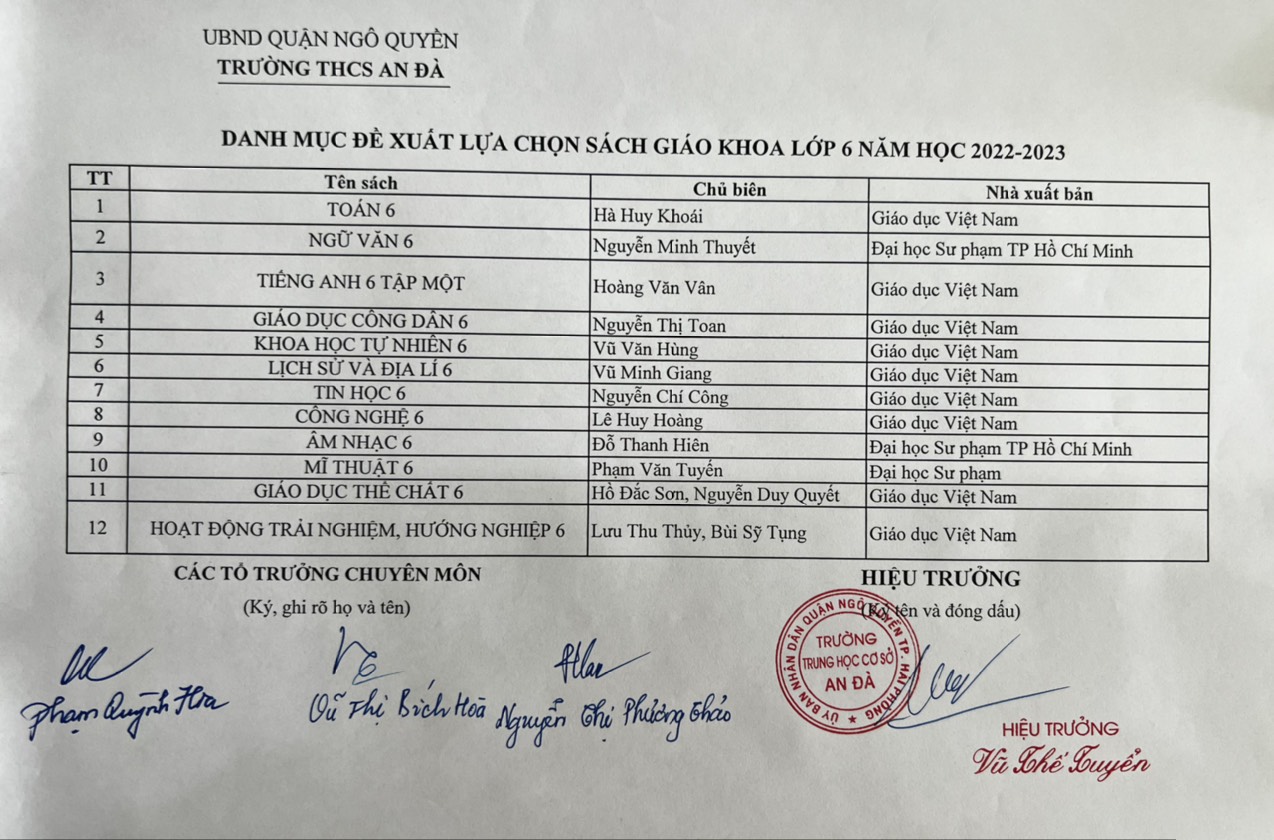 UBND QUẬN NGÔ QUYỀN
TRƯỜNG THCS AN ĐÀ
DANH MỤC ĐỀ XUẤT LỰA CHỌN SÁCH GIÁO KHOA LỚP 6 NĂM HỌC 2022-2023
TT Tên sách Chủ biên Nhà xuất bản
1 TOÁN 6 Hà Huy Khoái Giáo dục Việt Nam
2 NGỮ VĂN 6 Nguyễn Minh Thuyết Đại học Sư phạm TP Hồ Chí Minh
3 TIẾNG ANH 6 TẬP MỘT Hoàng Văn Vân Giáo dục Việt Nam
4 GIÁO DỤC CÔNG DÂN 6 Nguyễn Thị Toan Giáo dục Việt Nam
5 KHOA HỌC TỰ NHIÊN 6 Vũ Văn Hùng Giáo dục Việt Nam
6 LỊCH SỬ VÀ ĐỊA LÍ 6 Vũ Minh Giang Giáo dục Việt Nam
7 TIN HỌC 6 Nguyễn Chí Công Giáo dục Việt Nam
8 CÔNG NGHỆ 6 Lê Huy Hoàng Giáo dục Việt Nam
9 ÂM NHẠC 6 Đỗ Thanh Hiên Đại học Sư phạm TP Hồ Chí Minh
10 MĨ THUẬT 6 Phạm Văn Tuyến Đại học Sư phạm
11 GIÁO DỤC THỂ CHẤT 6 Hồ Đắc Sơn, Nguyễn Duy Quyết Giáo dục Việt Nam
12 HOẠT ĐỘNG TRẢI NGHIỆM, HƯỚNG NGHIỆP 6 Lưu Thu Thủy, Bùi Sỹ Tụng Giáo dục Việt Nam
CÁC TỔ TRƯỞNG CHUYÊN MÔN HIỆU TRƯỞNG
(Ký, ghi rõ họ và tên) (Ký tên và đóng dấu)
ỦY BAN NHÂN DÂN QUẬN NGÔ QUYỀN TP. HẢI PHÒNG
TRƯỜNG
TRUNG HỌC CƠ SỞ
AN ĐÀ
Phạm Quỳnh Hoa Vũ Thị Bích Hoà Nguyễn Thị Phương Thảo
HIỆU TRƯỞNG
Vũ Thế Tuyển